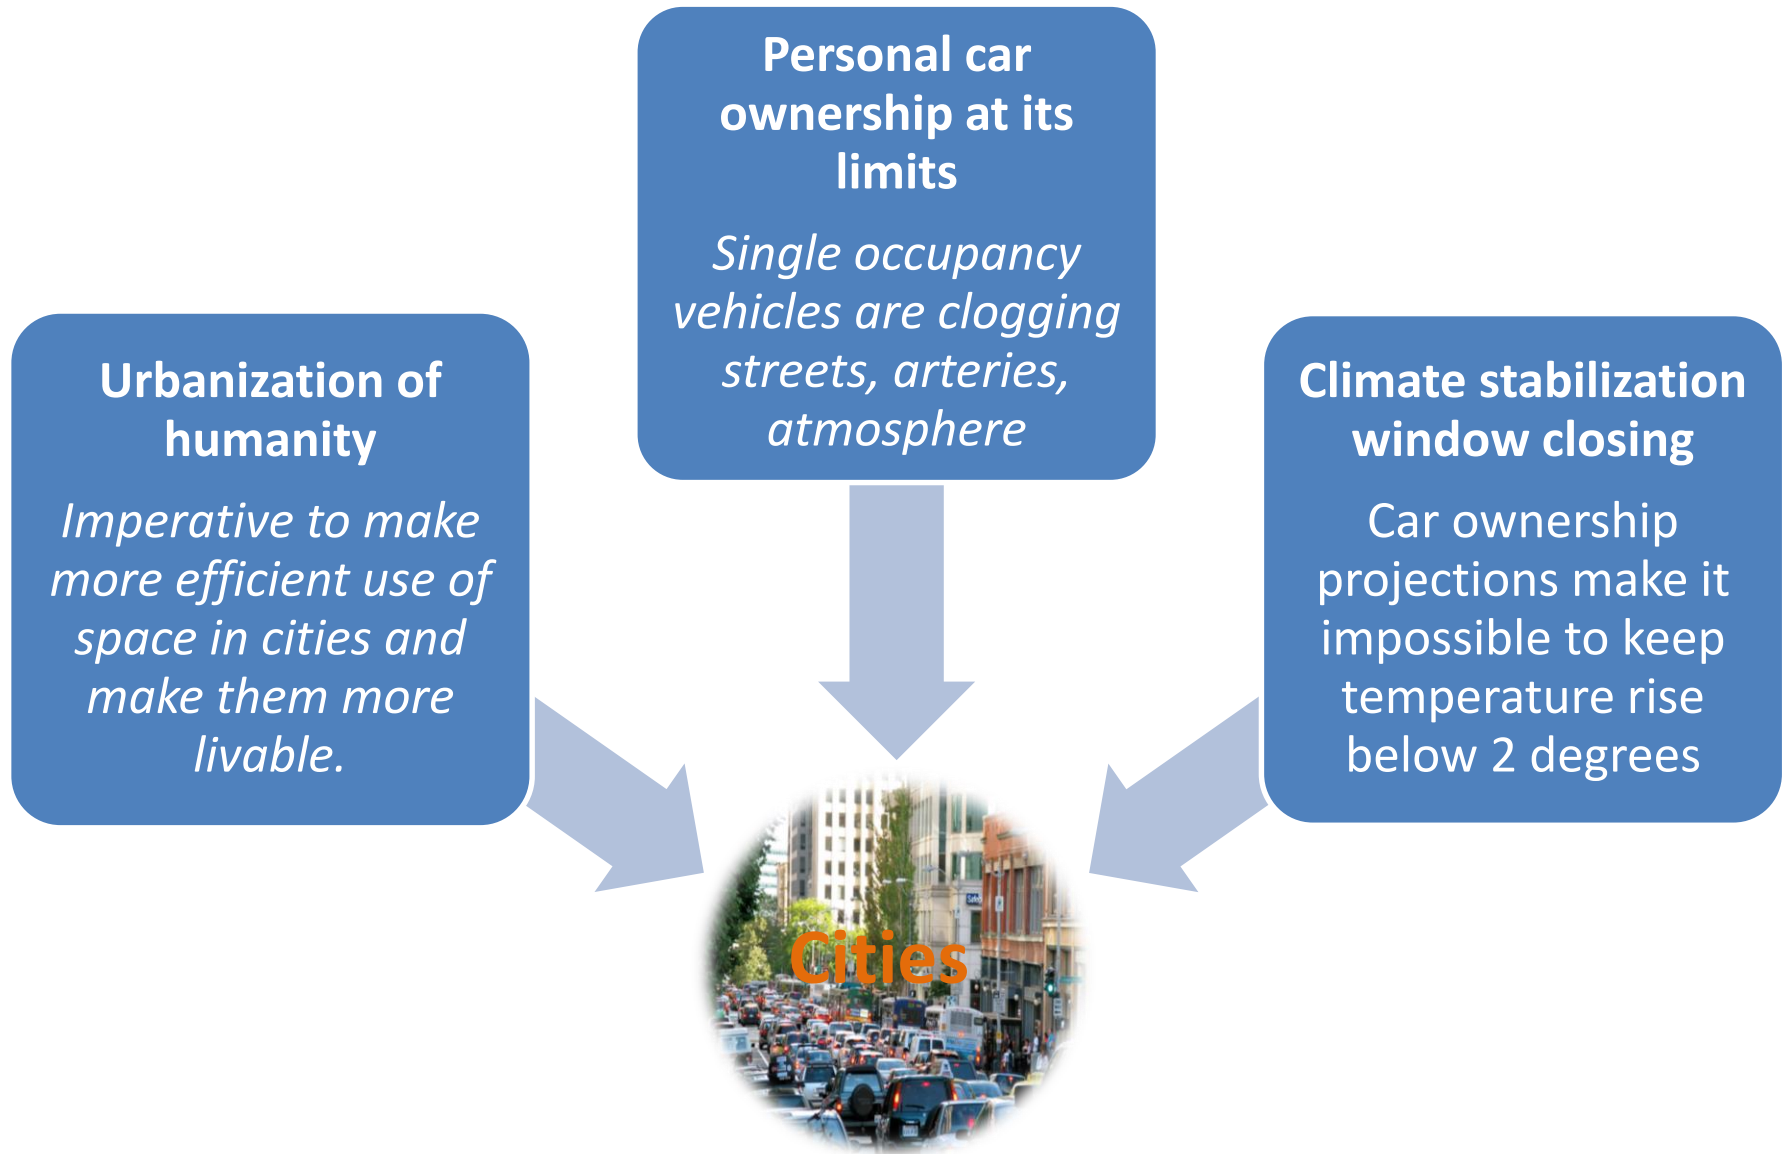 Personal car
ownership at its
limits
Single occupancy
vehicles are clogging
streets, arteries,
atmosphere
Urbanization of
humanity
Imperative to make
more efficient use of
space in cities and
make them more
livable.
Climate stabilization
window closing
Car ownership
projections make it
impossible to keep
temperature rise
below 2 degrees
Cities